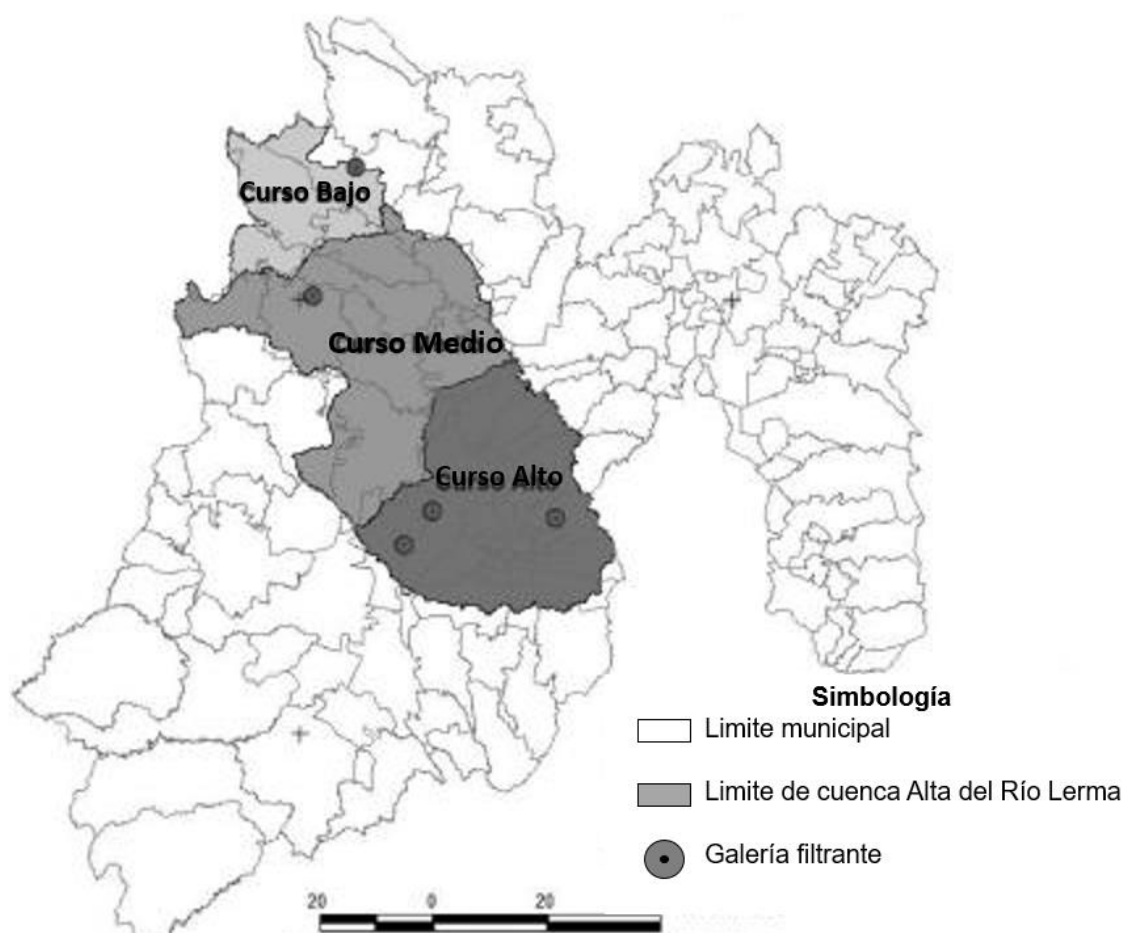 Curso Bajo
Curso Medio
Curso Alto
Simbología
Limite municipal
Limite de cuenca Alta del Río Lerma
Galería filtrante
20 0 20